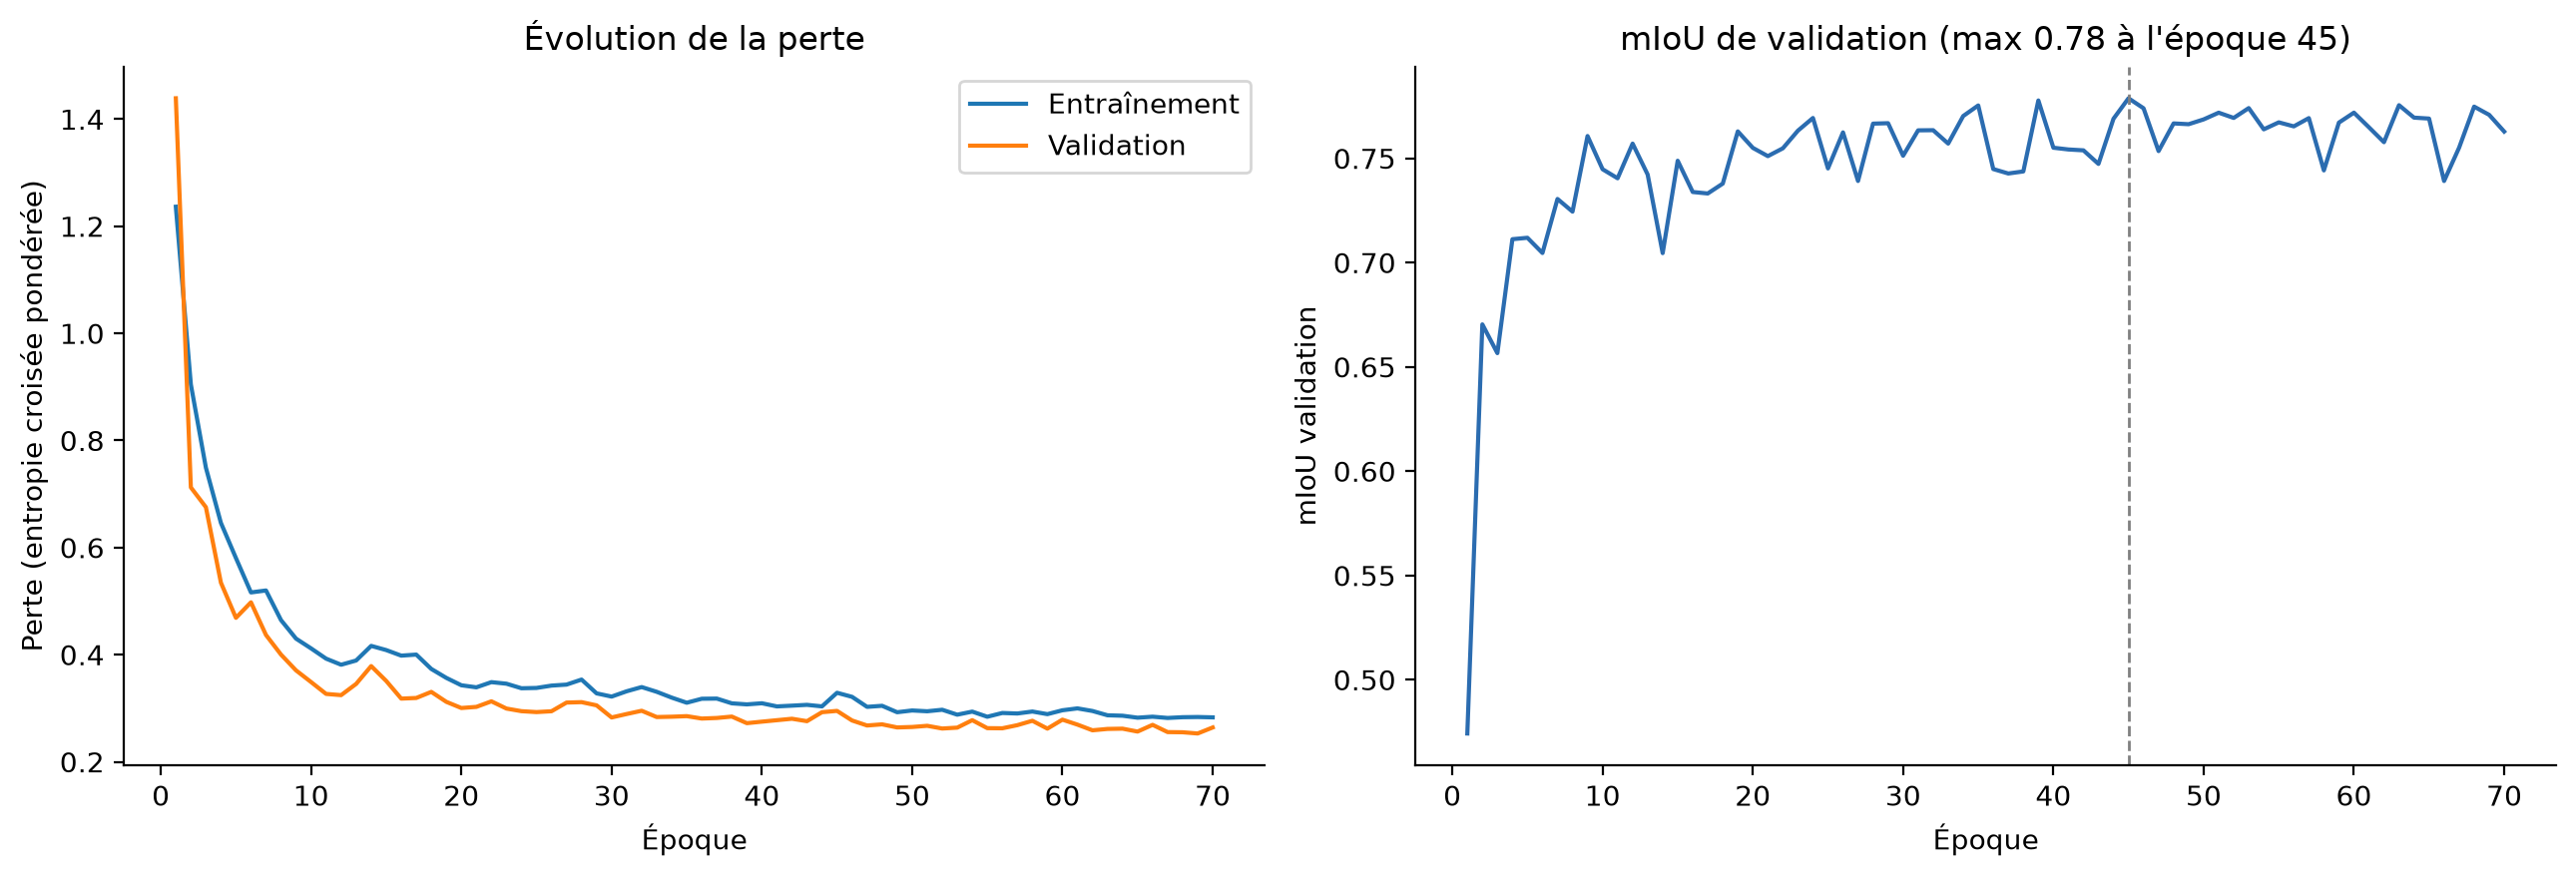 Évolution de la perte
Entraînement
Validation
Perte (entropie croisée pondérée)
1.4
1.2
1.0
0.8
0.6
0.4
0.2
0 10 20 30 40 50 60 70
Époque
mIoU de validation (max 0.78 à l'époque 45)
mIoU validation
0.75
0.70
0.65
0.60
0.55
0.50
0 10 20 30 40 50 60 70
Époque